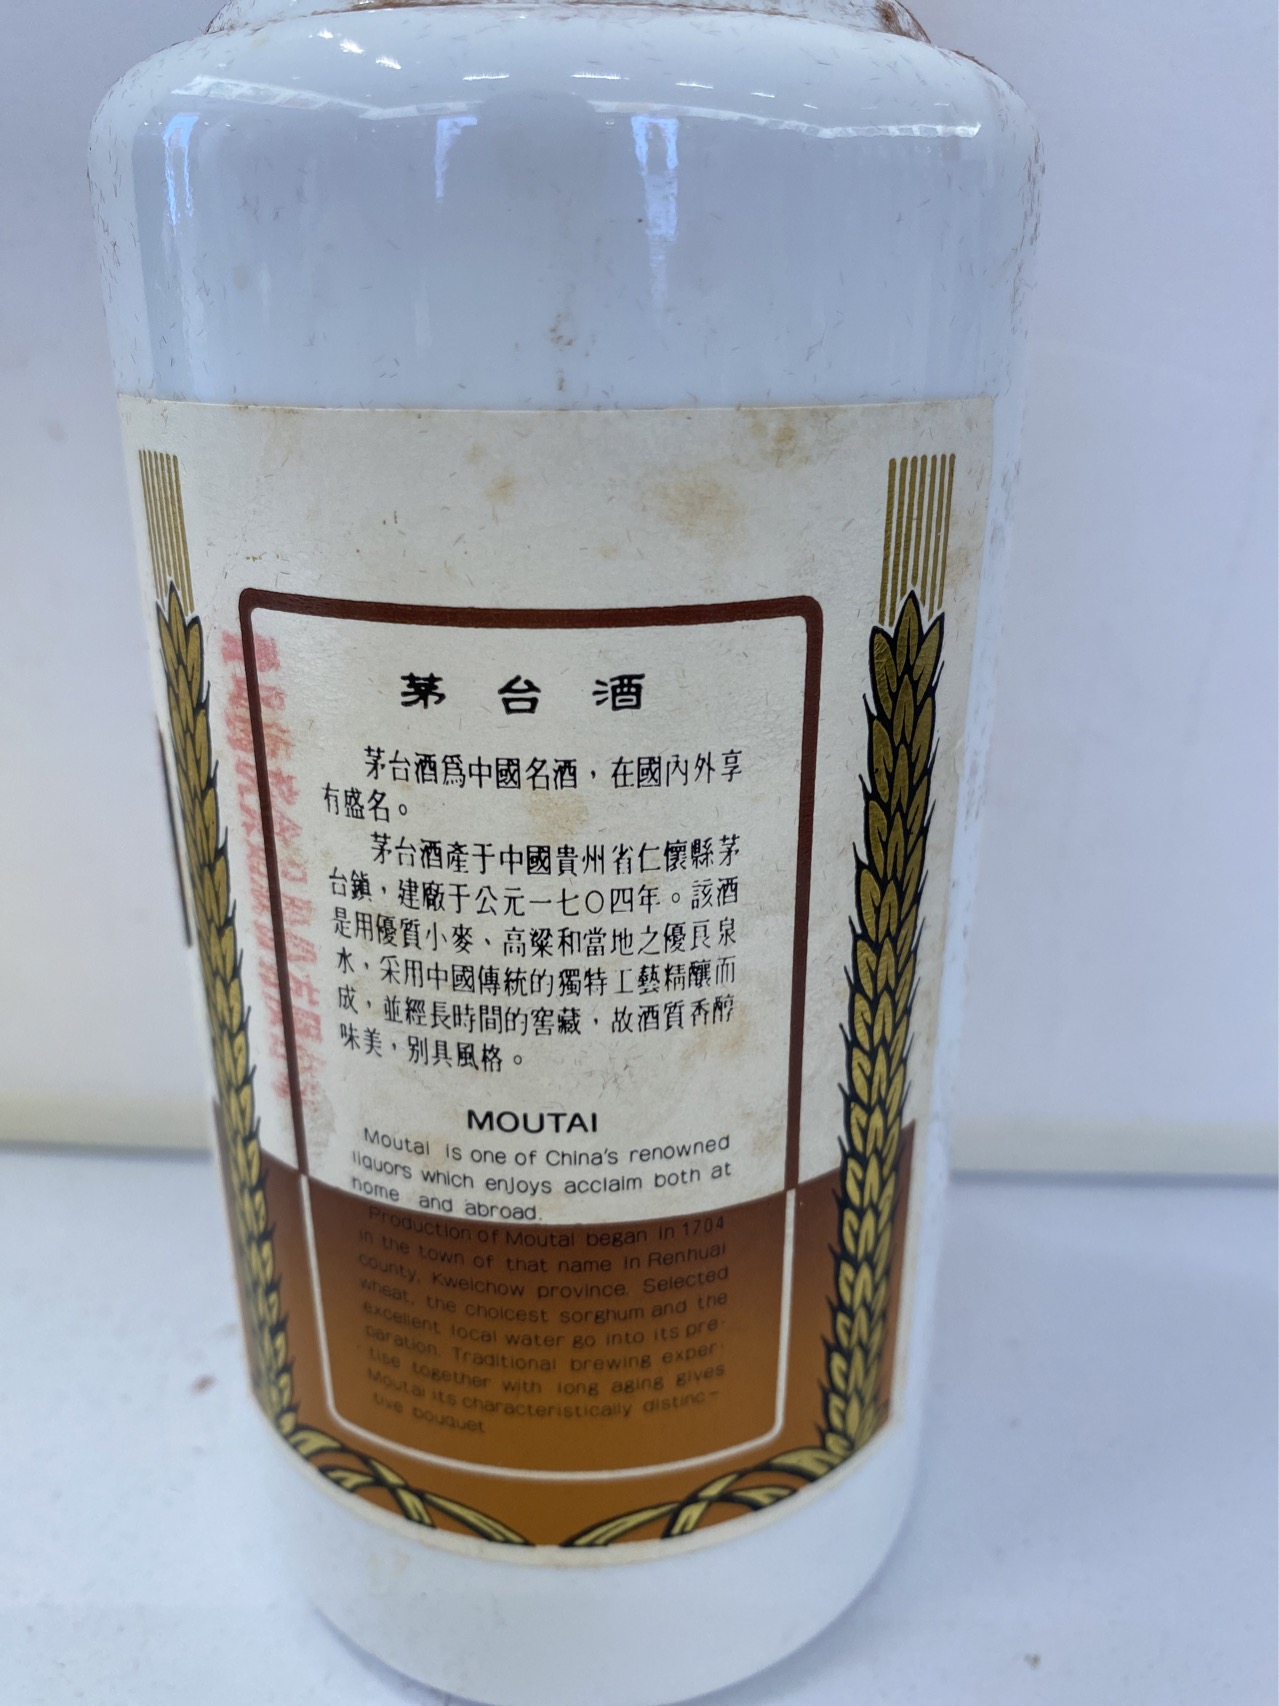 茅台酒
茅台酒爲中國名酒，在國內外享
有盛名。
茅台酒產于中國貴州省仁懷縣茅
台鎮，建廠于公元一七〇四年。該酒
是用優質小麥、高粱和當地之優良泉
水，采用中國傳統的獨特工藝精釀而
成，並經長時間的窖藏，故酒質香醇
味美，别具風格。
MOUTAI
Moutai is one of China's renowned
liquors which enjoys acclaim both at
home and abroad.
Production of Moutai began in 1704
in the town of that name in Renhuai
county, Kweichow province. Selected
wheat, the choicest sorghum and the
excellent local water go into its pre-
paration. Traditional brewing exper-
tise together with long aging gives
Moutai its characteristically distinc-
tive bouquet